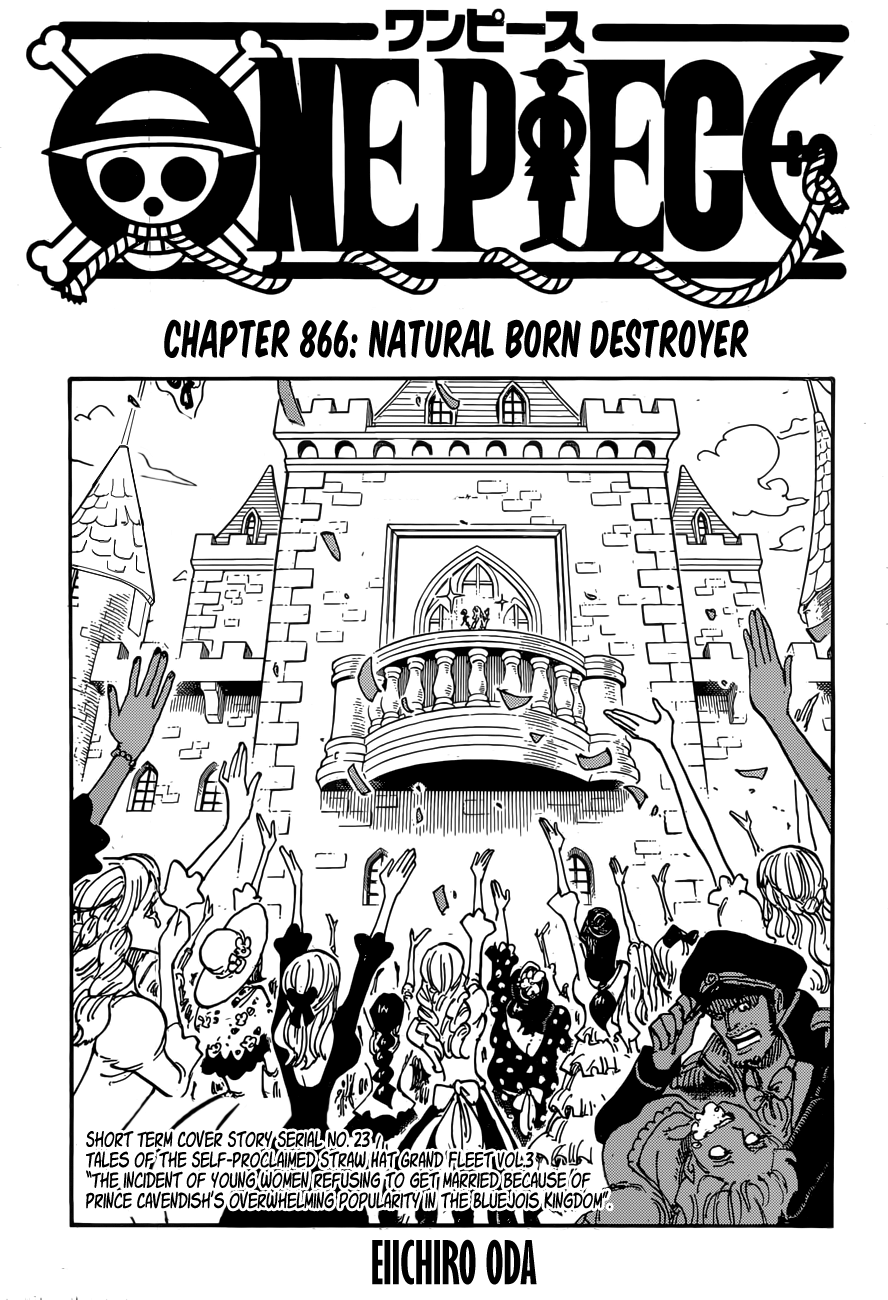 ワンピース
ONE PIECE
CHAPTER 866: NATURAL BORN DESTROYER
SHORT TERM COVER STORY SERIAL NO. 23
TALES OF THE SELF-PROCLAIMED STRAW HAT GRAND FLEET VOL.3
"THE INCIDENT OF YOUNG WOMEN REFUSING TO GET MARRIED BECAUSE OF
PRINCE CAVENDISH'S OVERWHELMING POPULARITY IN THE BLUEJOIS KINGDOM".
EIICHIRO ODA